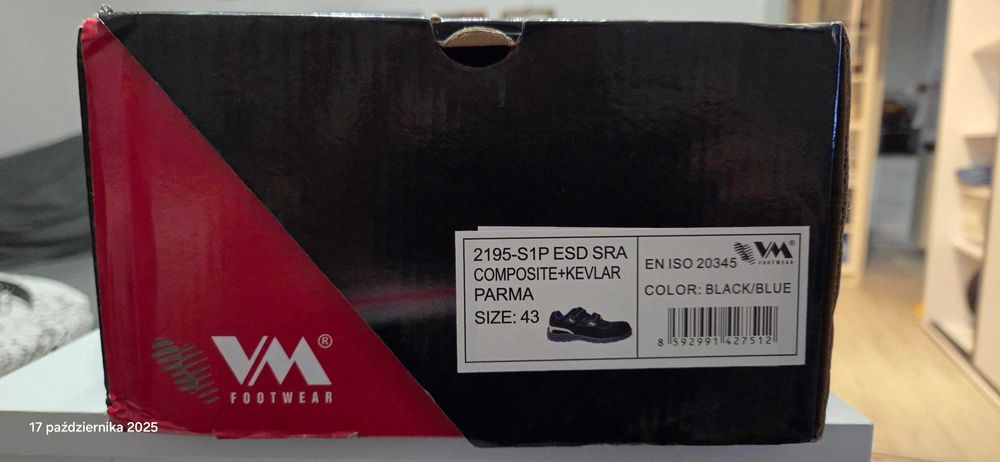 2195-S1P ESD SRA
COMPOSITE+KEVLAR
PARMA
SIZE: 43
EN ISO 20345
VM
FOOTWEAR
COLOR: BLACK/BLUE
8 592991 427512
VM®
FOOTWEAR
17 października 2025